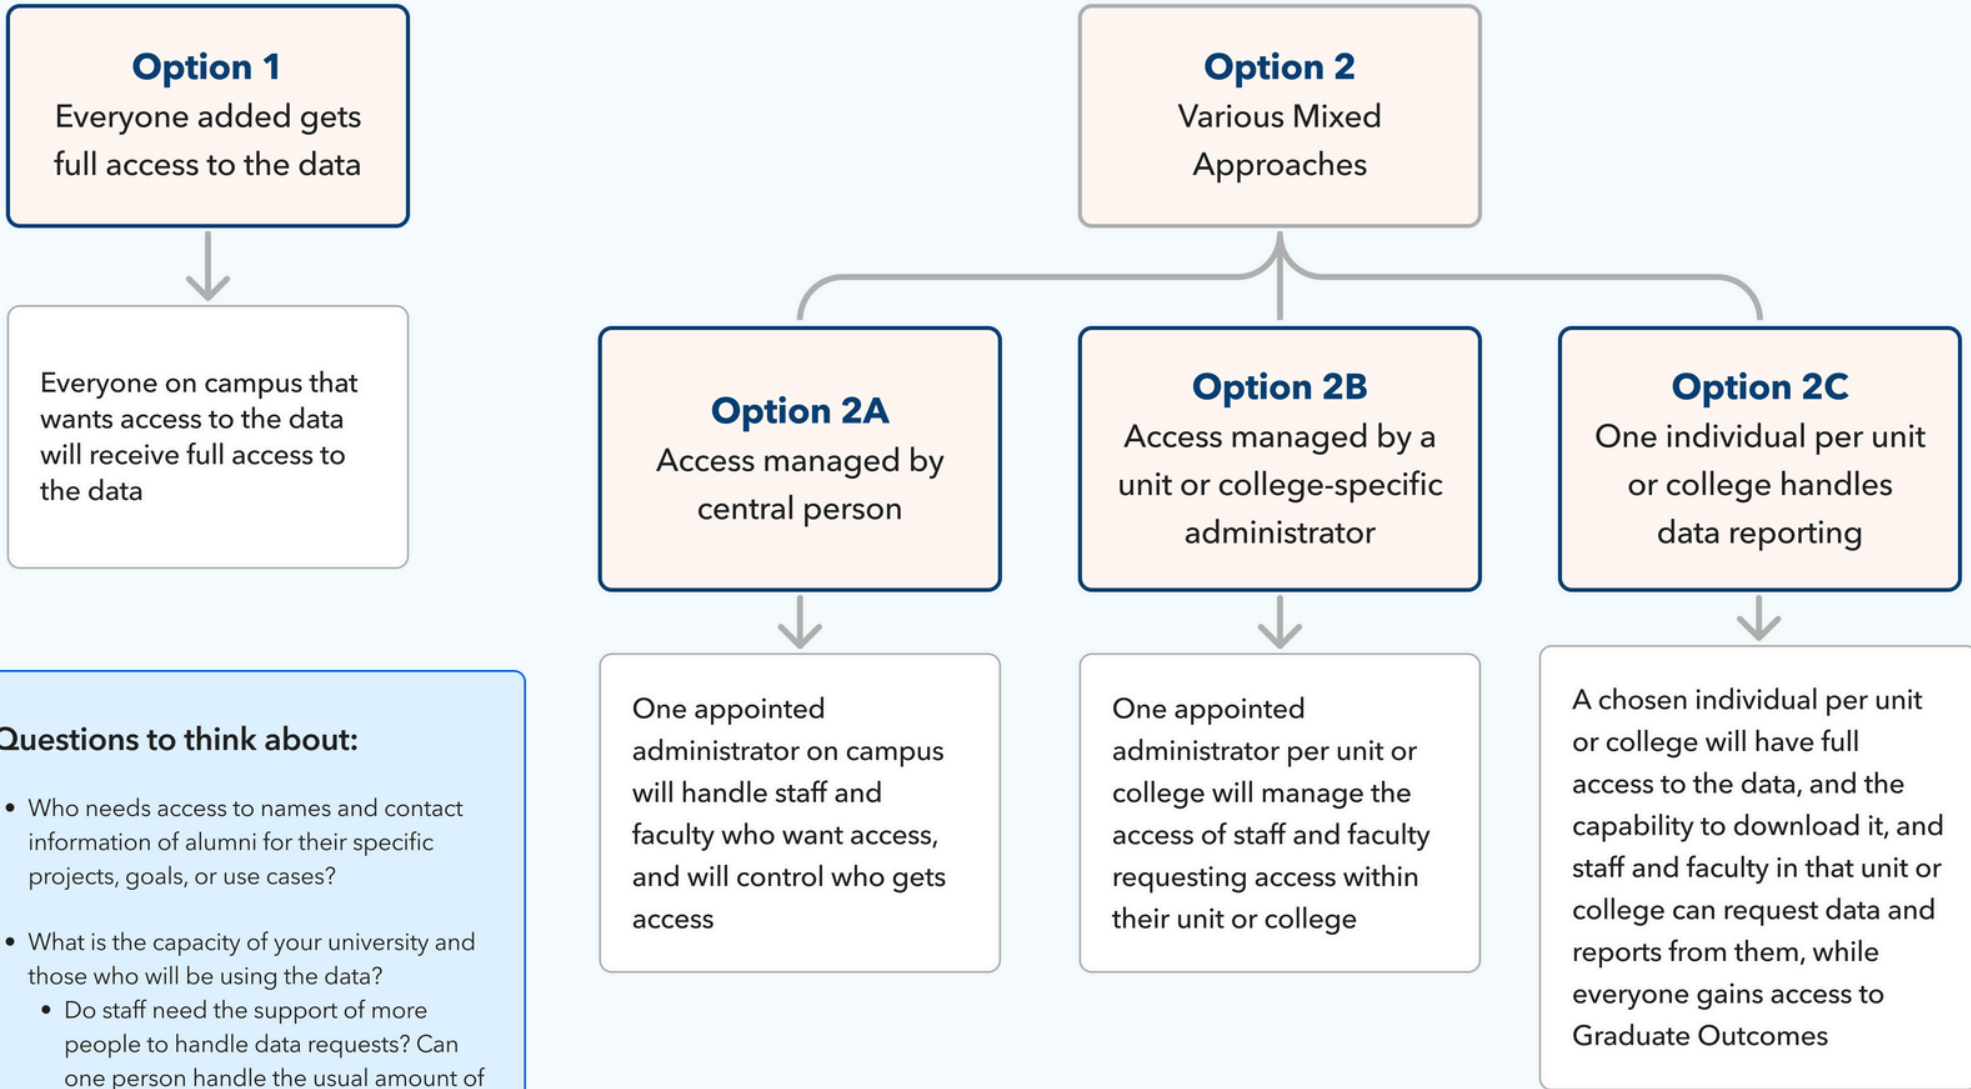 Option 1
Everyone added gets
full access to the data
Everyone on campus that
wants access to the data
will receive full access to
the data
Option 2
Various Mixed
Approaches
Option 2A
Access managed by
central person
One appointed
administrator on campus
will handle staff and
faculty who want access,
and will control who gets
access
Option 2B
Access managed by a
unit or college-specific
administrator
One appointed
administrator per unit or
college will manage the
access of staff and faculty
requesting access within
their unit or college
Option 2C
One individual per unit
or college handles
data reporting
A chosen individual per unit
or college will have full
access to the data, and the
capability to download it, and
staff and faculty in that unit or
college can request data and
reports from them, while
everyone gains access to
Graduate Outcomes
Questions to think about:
• Who needs access to names and contact
information of alumni for their specific
projects, goals, or use cases?
• What is the capacity of your university and
those who will be using the data?
• Do staff need the support of more
people to handle data requests? Can
one person handle the usual amount of